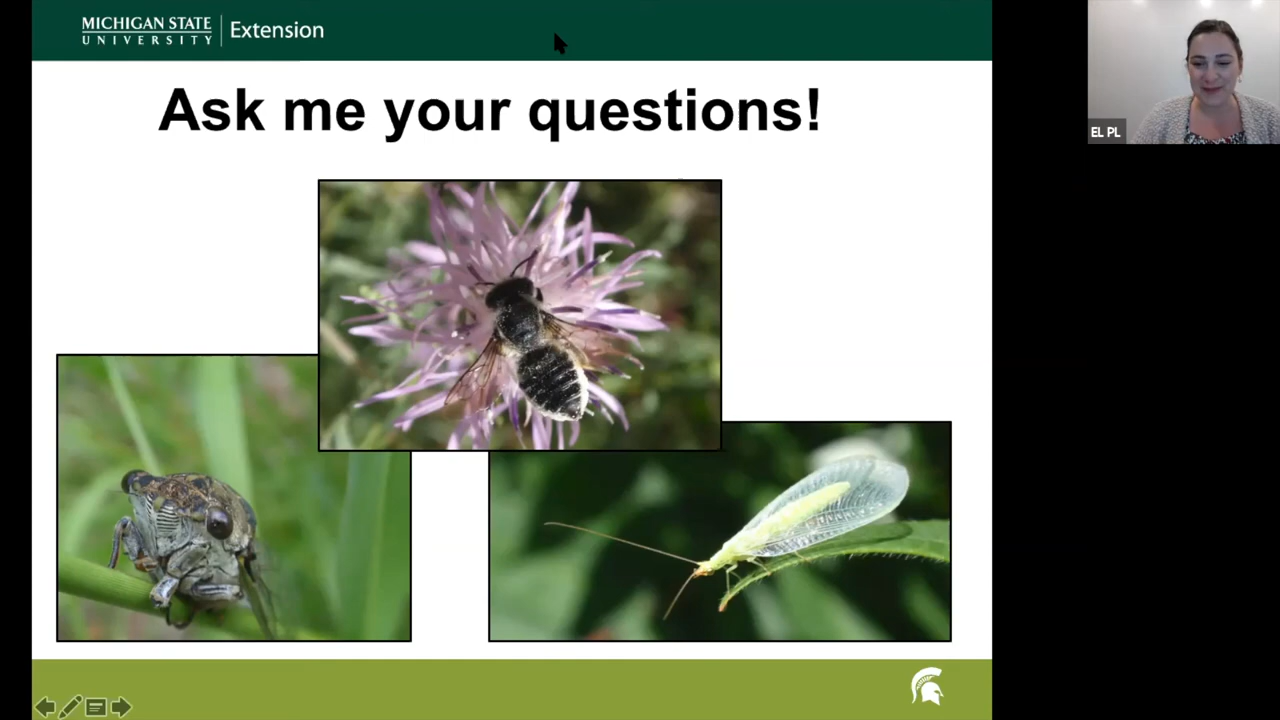 MICHIGAN STATE
UNIVERSITY
Extension
Ask me your questions!
EL PL